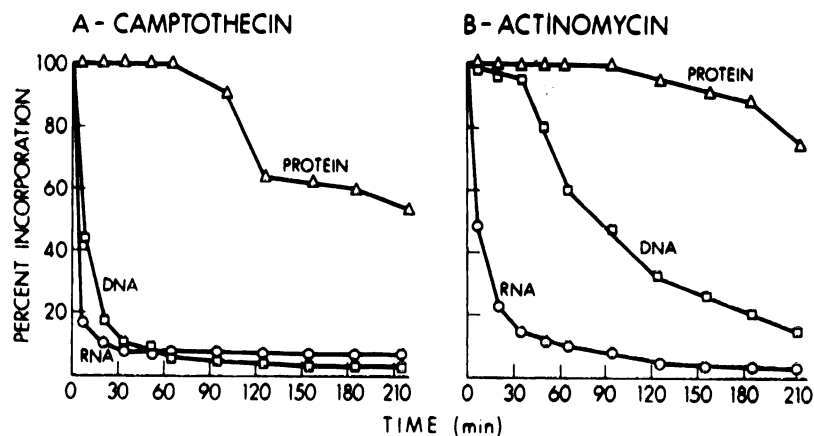 A - CAMPTOTHECIN
B - ACTINOMYCIN
PERCENT INCORPORATION
100
80
60
40
20
PROTEIN
DNA
RNA
0 30 60 90 120 150 180 210
PROTEIN
DNA
RNA
0 30 60 90 120 150 180 210
TIME (min)